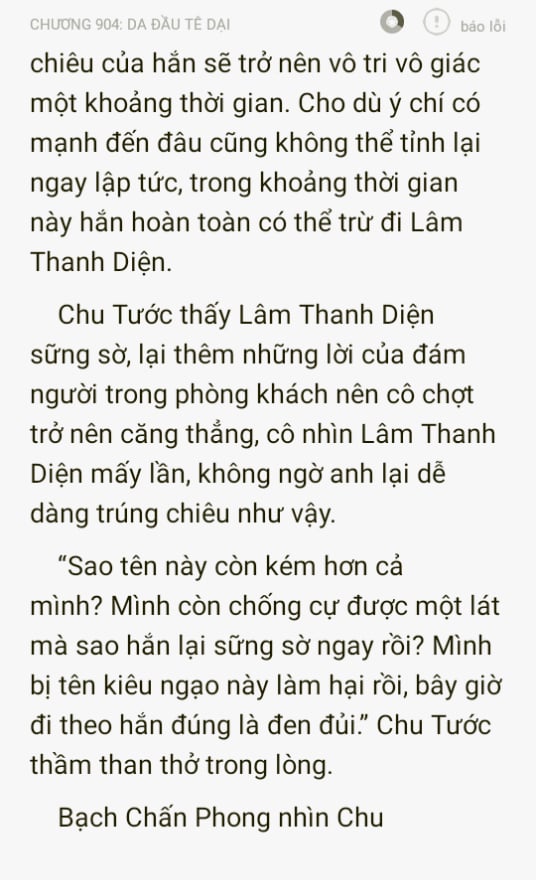 CHƯƠNG 904: DA ĐẦU TÊ DẠI
báo lỗi
chiêu của hắn sẽ trở nên vô tri vô giác
một khoảng thời gian. Cho dù ý chí có
mạnh đến đâu cũng không thể tỉnh lại
ngay lập tức, trong khoảng thời gian
này hắn hoàn toàn có thể trừ đi Lâm
Thanh Diện.
Chu Tước thấy Lâm Thanh Diện
sững sờ, lại thêm những lời của đám
người trong phòng khách nên cô chợt
trở nên căng thẳng, cô nhìn Lâm Thanh
Diện mấy lần, không ngờ anh lại dễ
dàng trúng chiêu như vậy.
“Sao tên này còn kém hơn cả
mình? Mình còn chống cự được một lát
mà sao hắn lại sững sờ ngay rồi? Mình
bị tên kiêu ngạo này làm hại rồi, bây giờ
đi theo hắn đúng là đen đủi.” Chu Tước
thầm than thở trong lòng.
Bạch Chấn Phong nhìn Chu